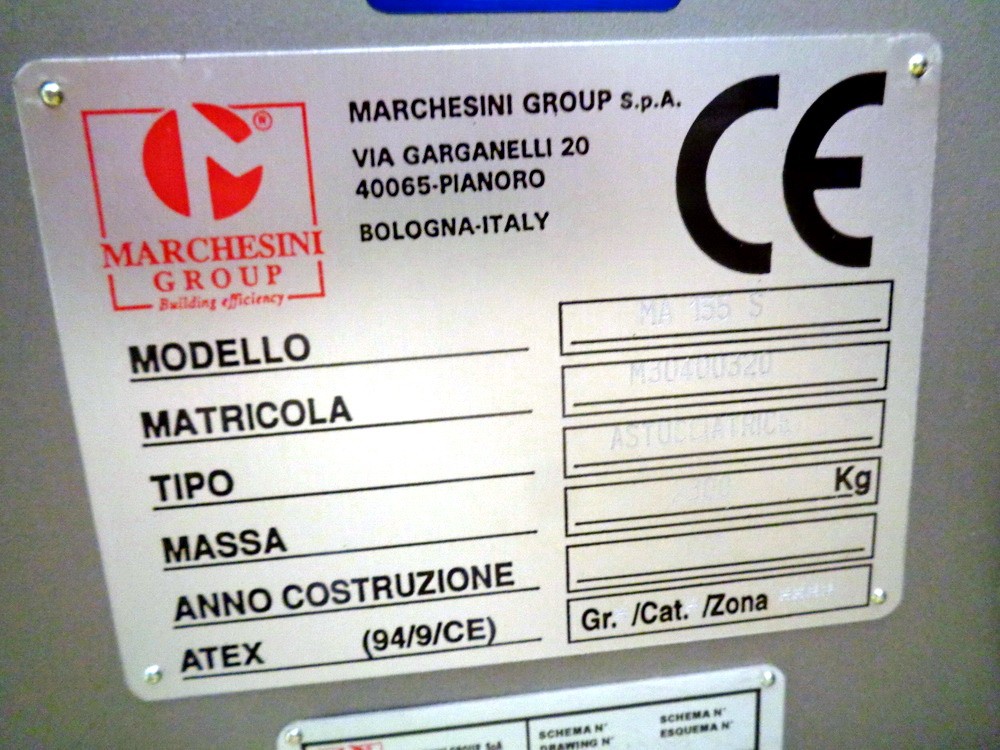 MARCHESINI
GROUP
Building efficiency
MARCHESINI GROUP S.p.A.
VIA GARGANELLI 20
40065-PIANORO
BOLOGNA-ITALY
CE
MODELLO MA 155 S
MATRICOLA M30400320
TIPO ASTUCCIATRICE
MASSA Kg
ANNO COSTRUZIONE
ATEX (94/9/CE) Gr. /Cat. /Zona
SCHEMA N° SCHEMA N°
DRAWING N° ESQUEMA N°